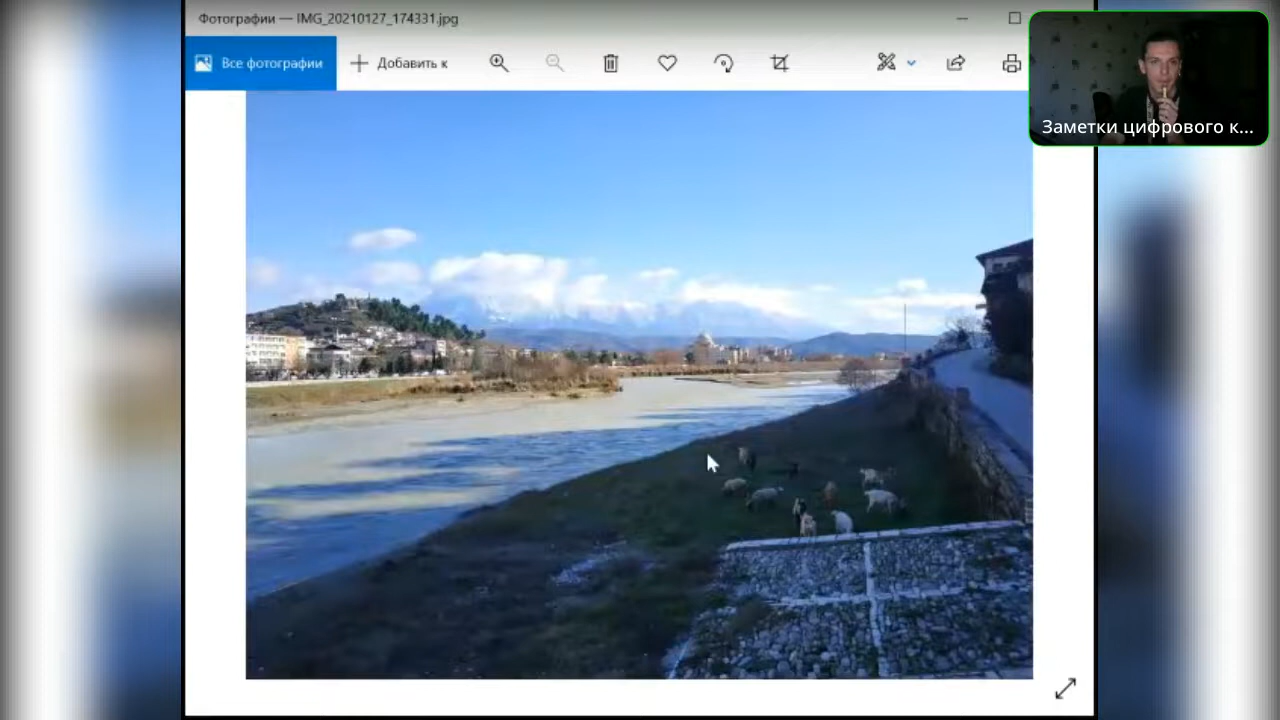 Фотографии — IMG_20210127_174331.jpg
Все фотографии
Добавить к
Заметки цифрового к...